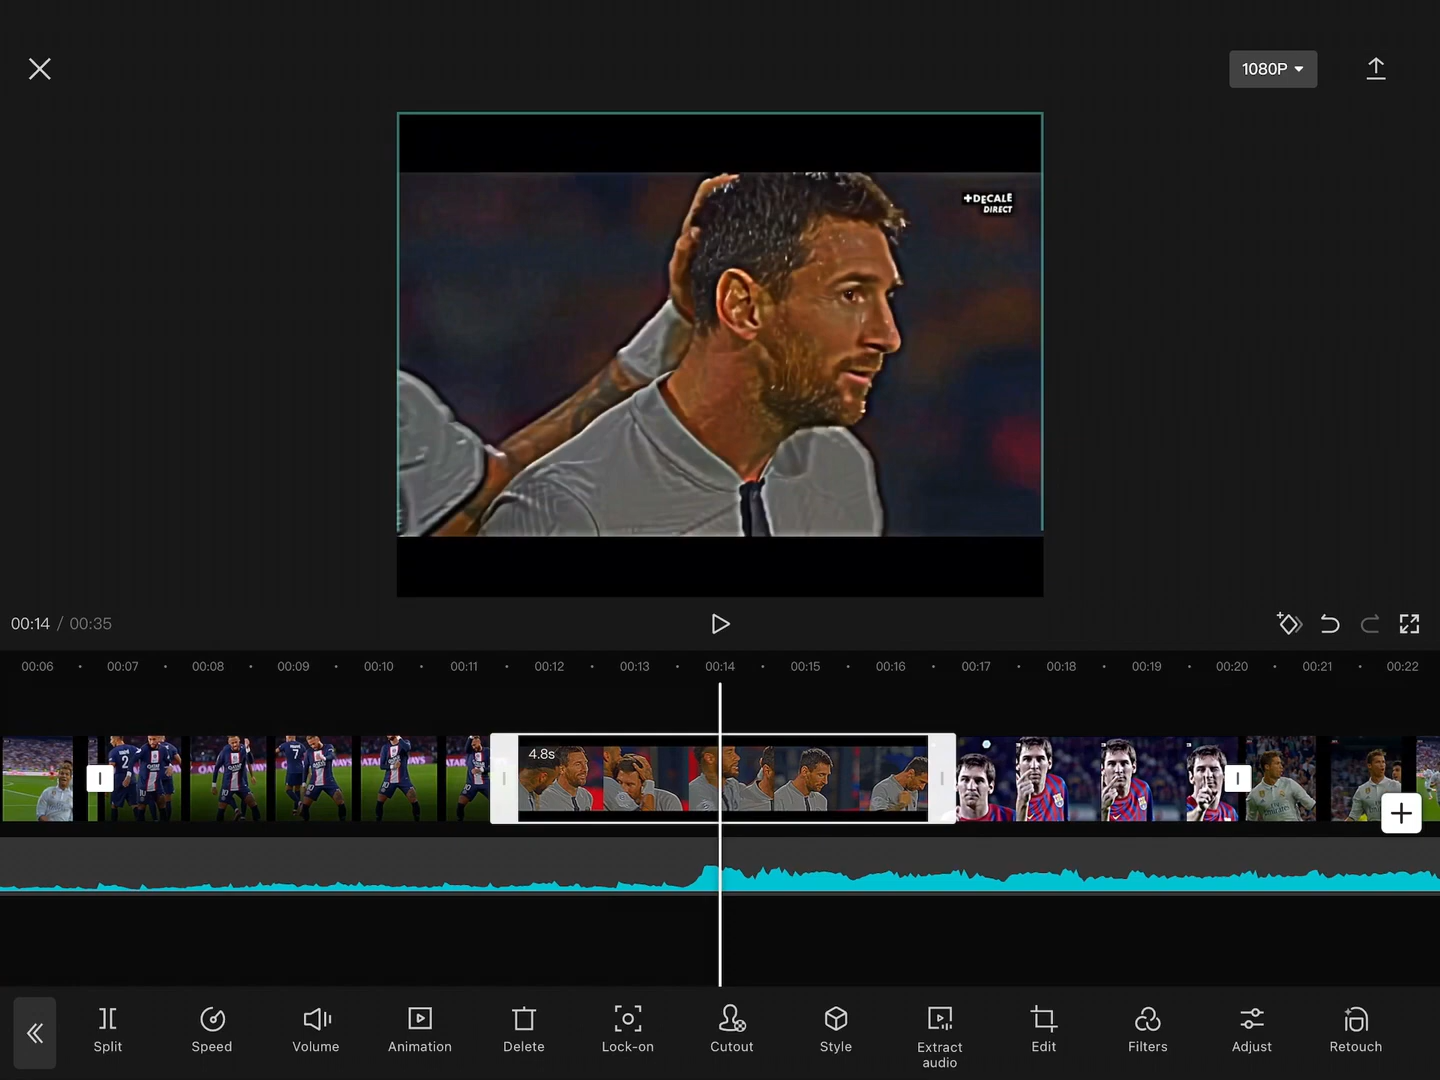 1080P
+DECALE
DIRECT
00:14 / 00:35
00:06 00:07 00:08 00:09 00:10 00:11 00:12 00:13 00:14 00:15 00:16 00:17 00:18 00:19 00:20 00:21 00:22
4.8s
2
7
Split
Speed
Volume
Animation
Delete
Lock-on
Cutout
Style
Extract
audio
Edit
Filters
Adjust
Retouch